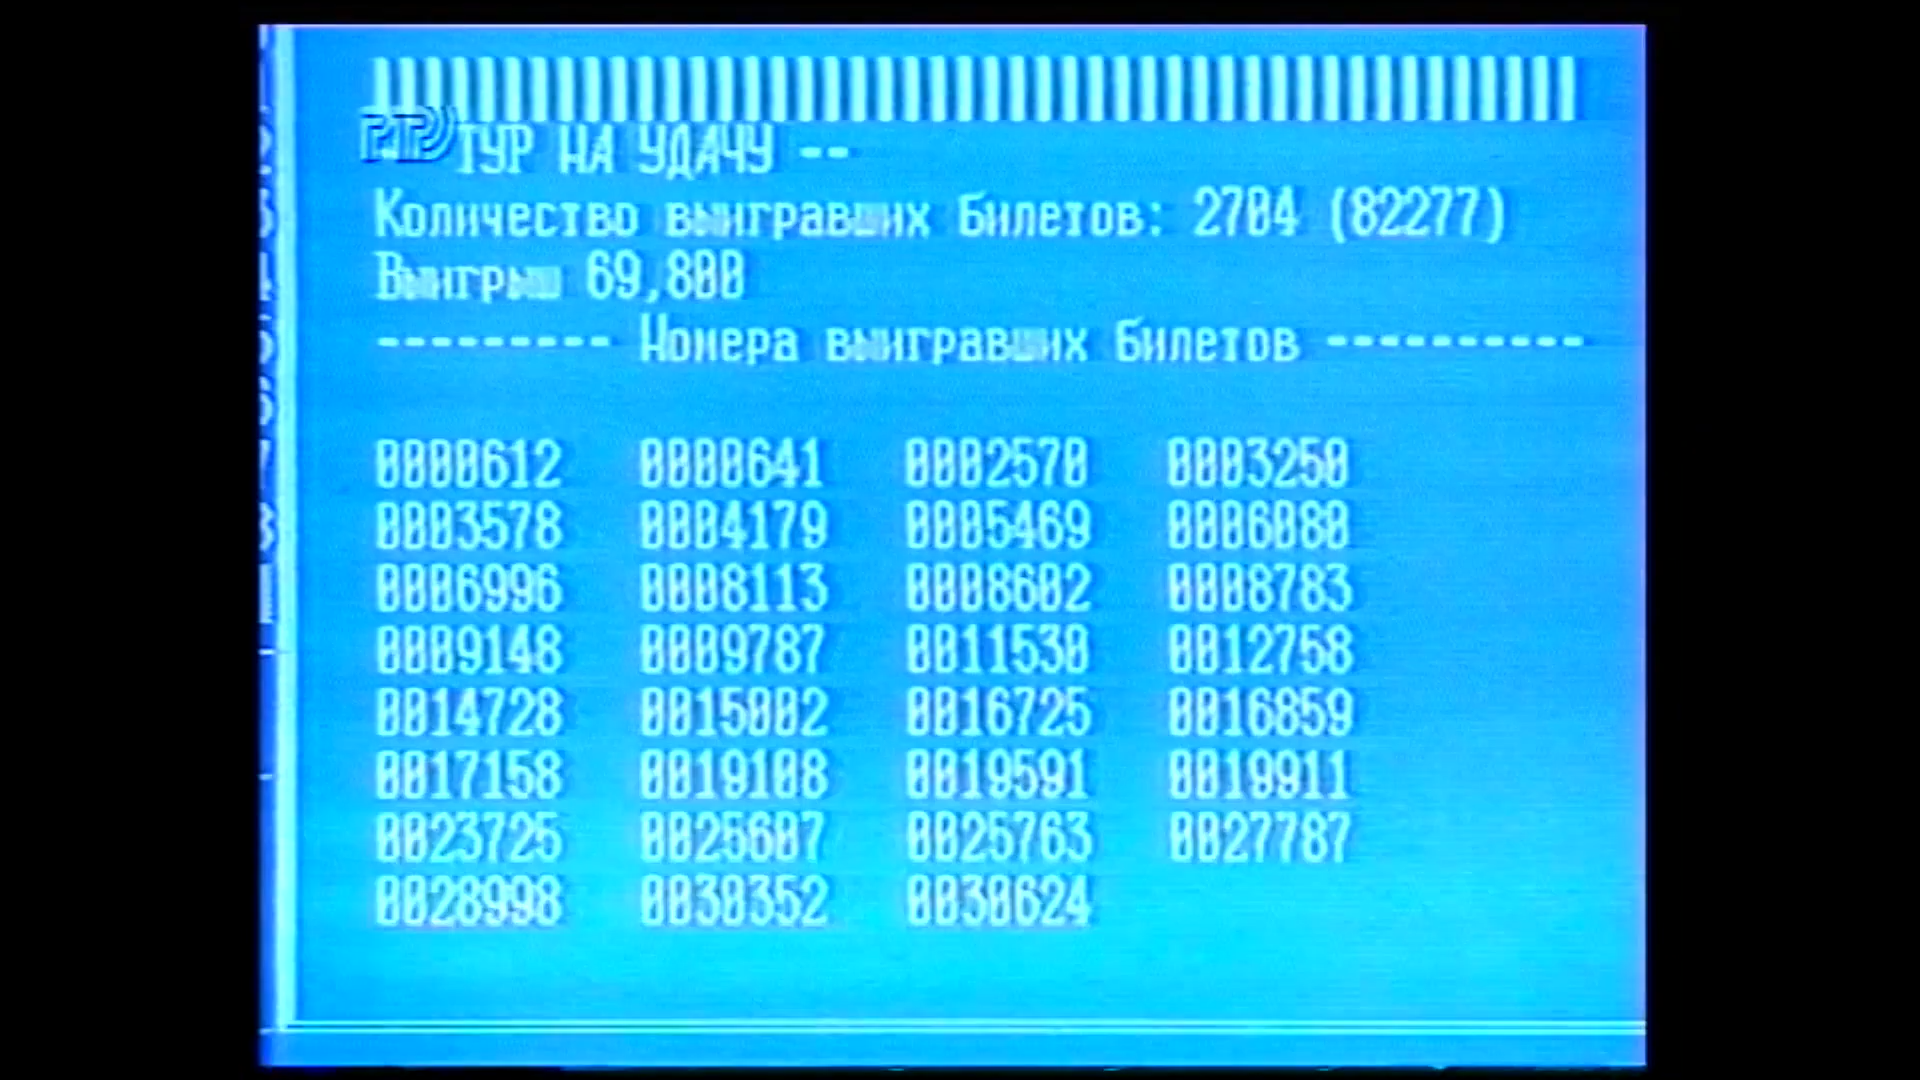 РТР
ТУР НА УДАЧУ --
Количество выигравших билетов: 2704 (82277)
Выигрыш 69,800
--------- Номера выигравших билетов ----------
0000612 0000641 0002570 0003250
0003578 0004179 0005469 0006080
0006996 0008113 0008602 0008783
0009148 0009787 0011530 0012758
0014728 0015002 0016725 0016859
0017158 0019108 0019591 0019911
0023725 0025607 0025763 0027787
0028998 0030352 0030624